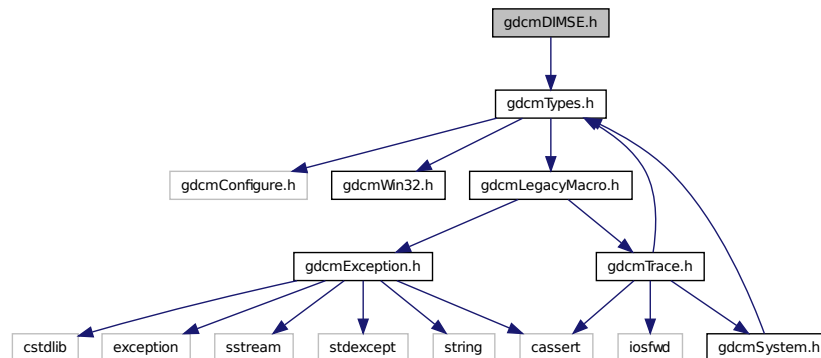 gdcmDIMSE.h
gdcmTypes.h
gdcmConfigure.h
gdcmWin32.h
gdcmLegacyMacro.h
gdcmException.h
gdcmTrace.h
cstdlib
exception
sstream
stdexcept
string
cassert
iosfwd
gdcmSystem.h